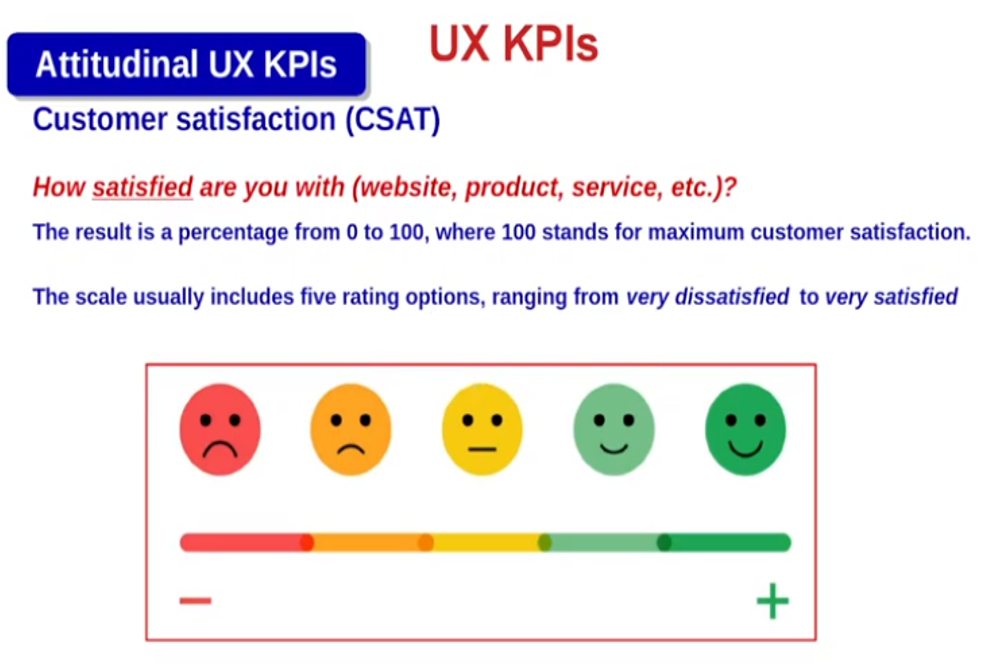 UX KPIs
Attitudinal UX KPIs
Customer satisfaction (CSAT)
How satisfied are you with (website, product, service, etc.)?
The result is a percentage from 0 to 100, where 100 stands for maximum customer satisfaction.
The scale usually includes five rating options, ranging from very dissatisfied to very satisfied
− +